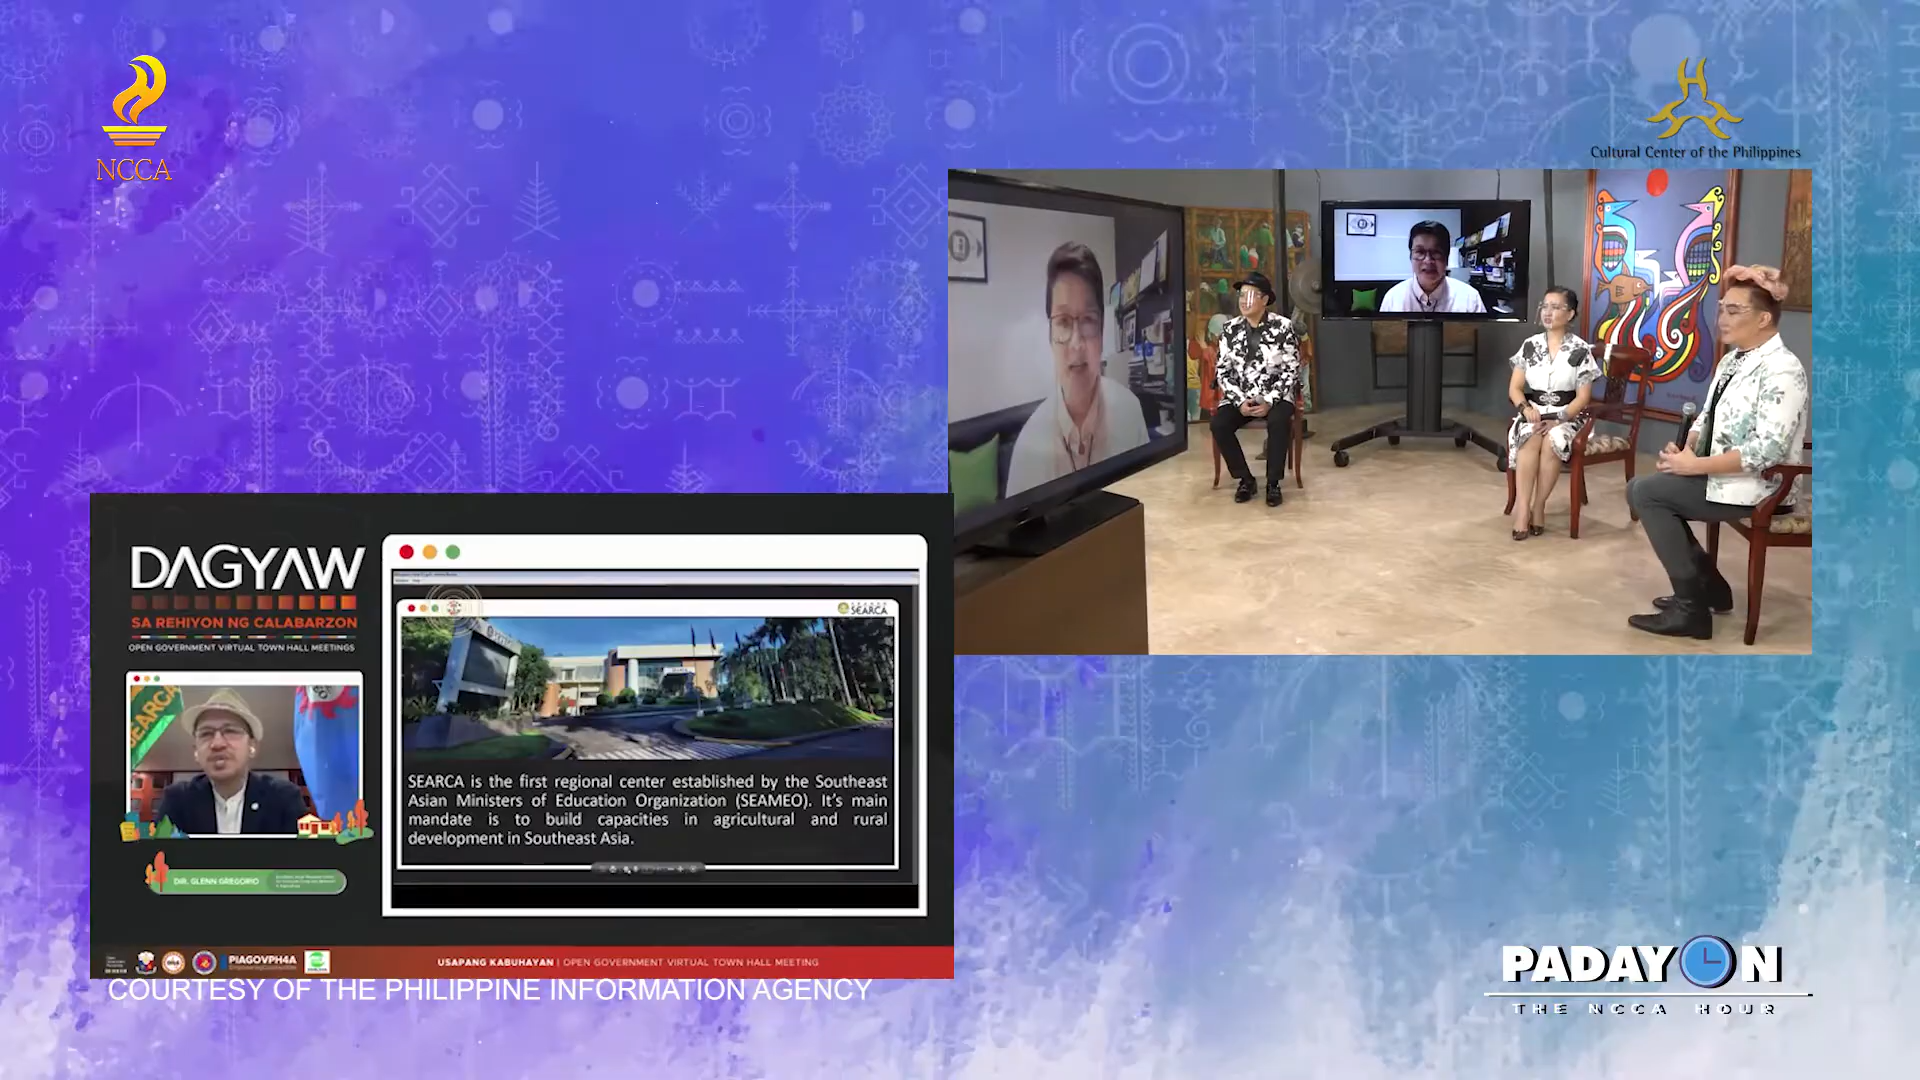 NCCA
Cultural Center of the Philippines
DAGYAW
SA REHIYON NG CALABARZON
OPEN GOVERNMENT VIRTUAL TOWN HALL MEETINGS
SEARCA
SEARCA
SEARCA is the first regional center established by the Southeast
Asian Ministers of Education Organization (SEAMEO). It's main
mandate is to build capacities in agricultural and rural
development in Southeast Asia.
DIR. GLENN GREGORIO
PIAGOVPH4A
USAPANG KABUHAYAN | OPEN GOVERNMENT VIRTUAL TOWN HALL MEETING
COURTESY OF THE PHILIPPINE INFORMATION AGENCY
PADAYON
THE NCCA HOUR